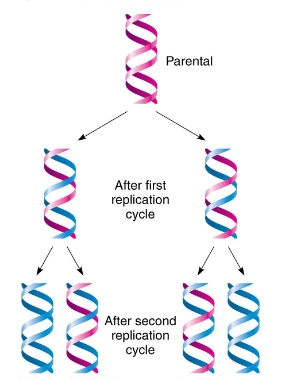 Parental
After first
replication
cycle
After second
replication
cycle